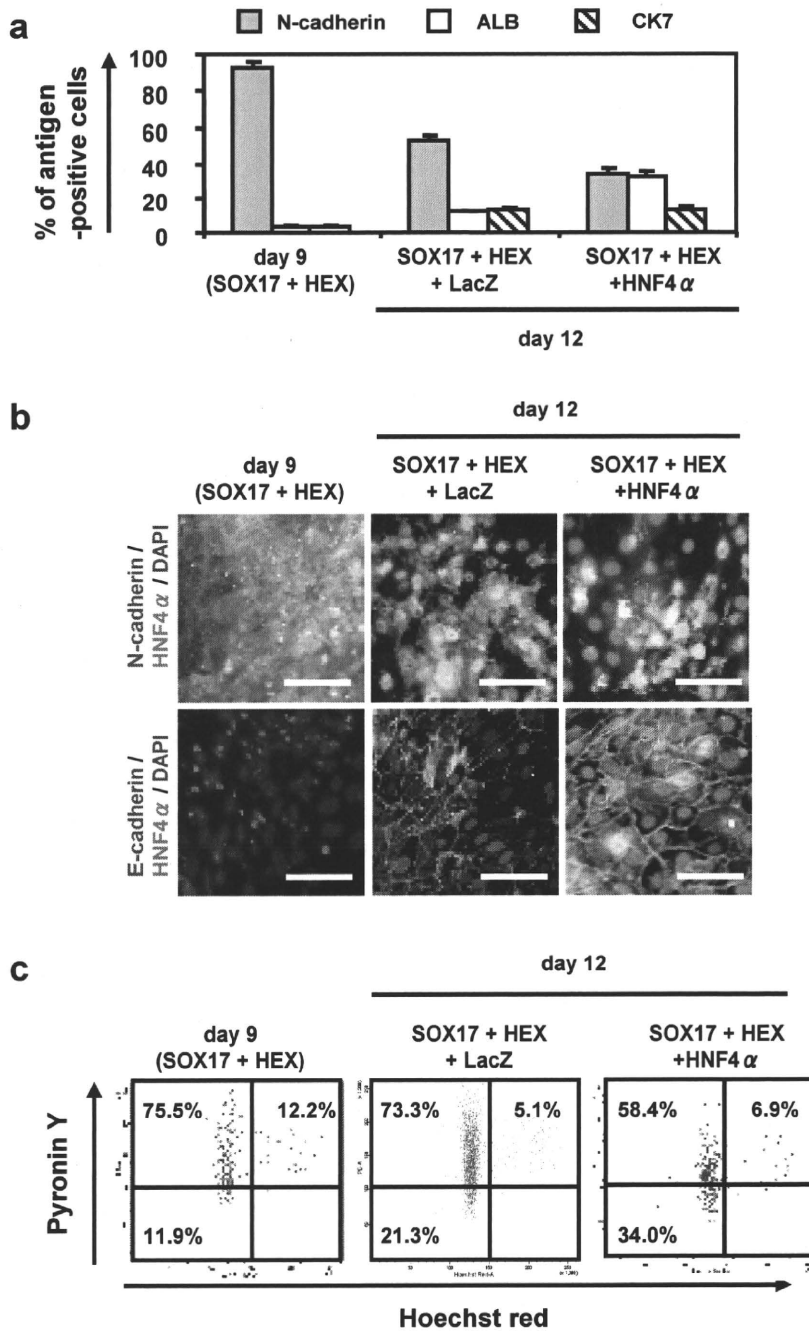 a
N-cadherin ALB CK7
% of antigen
-positive cells
100
80
60
40
20
0
day 9
(SOX17 + HEX)
SOX17 + HEX
+ LacZ
SOX17 + HEX
+HNF4α
day 12
b
day 12
day 9
(SOX17 + HEX)
SOX17 + HEX
+ LacZ
SOX17 + HEX
+HNF4α
N-cadherin /
HNF4α / DAPI
E-cadherin /
HNF4α / DAPI
c
day 12
day 9
(SOX17 + HEX)
SOX17 + HEX
+ LacZ
SOX17 + HEX
+HNF4α
Pyronin Y
75.5% 12.2%
11.9%
73.3% 5.1%
21.3%
58.4% 6.9%
34.0%
Hoechst Red-A
Hoechst red